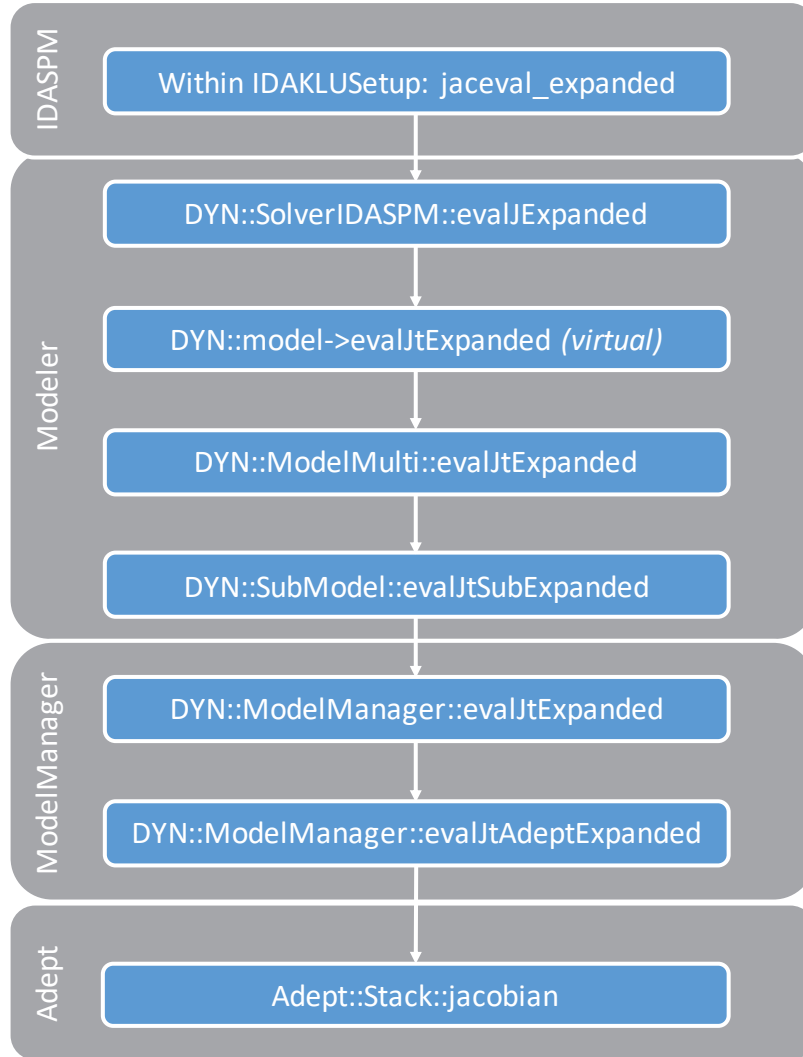 IDASPM
Within IDAKLUSetup: jaceval_expanded
Modeler
DYN::SolverIDASPM::evalJExpanded
DYN::model->evalJtExpanded (virtual)
DYN::ModelMulti::evalJtExpanded
DYN::SubModel::evalJtSubExpanded
ModelManager
DYN::ModelManager::evalJtExpanded
DYN::ModelManager::evalJtAdeptExpanded
Adept
Adept::Stack::jacobian